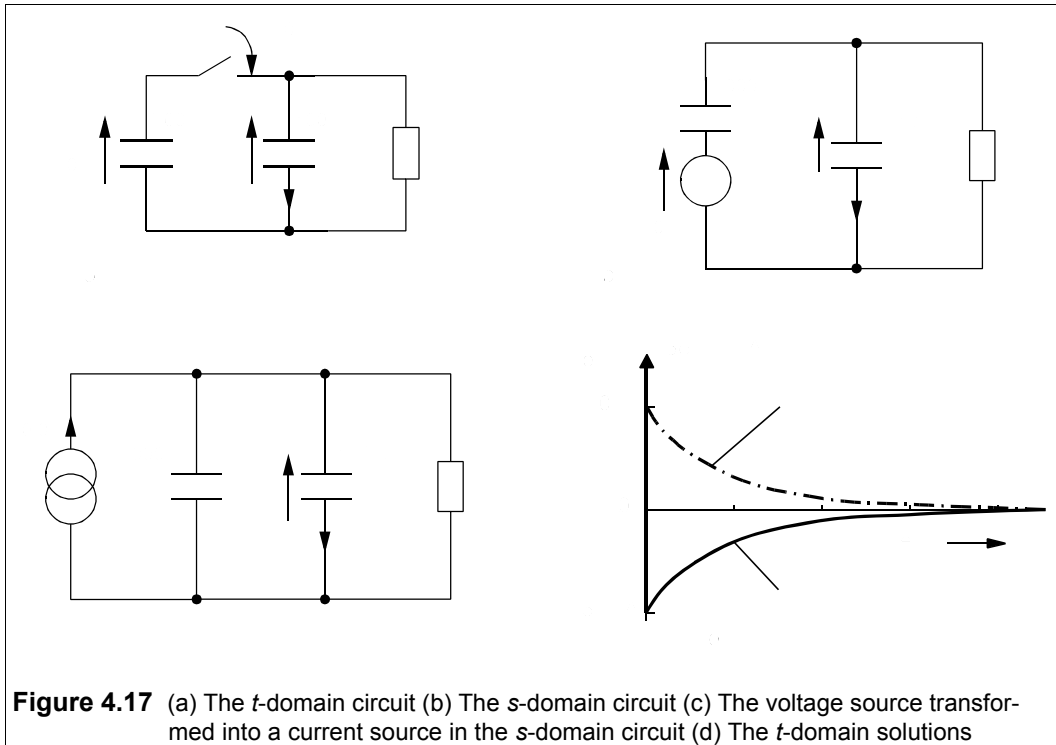 Figure 4.17 (a) The t-domain circuit (b) The s-domain circuit (c) The voltage source transfor-
med into a current source in the s-domain circuit (d) The t-domain solutions